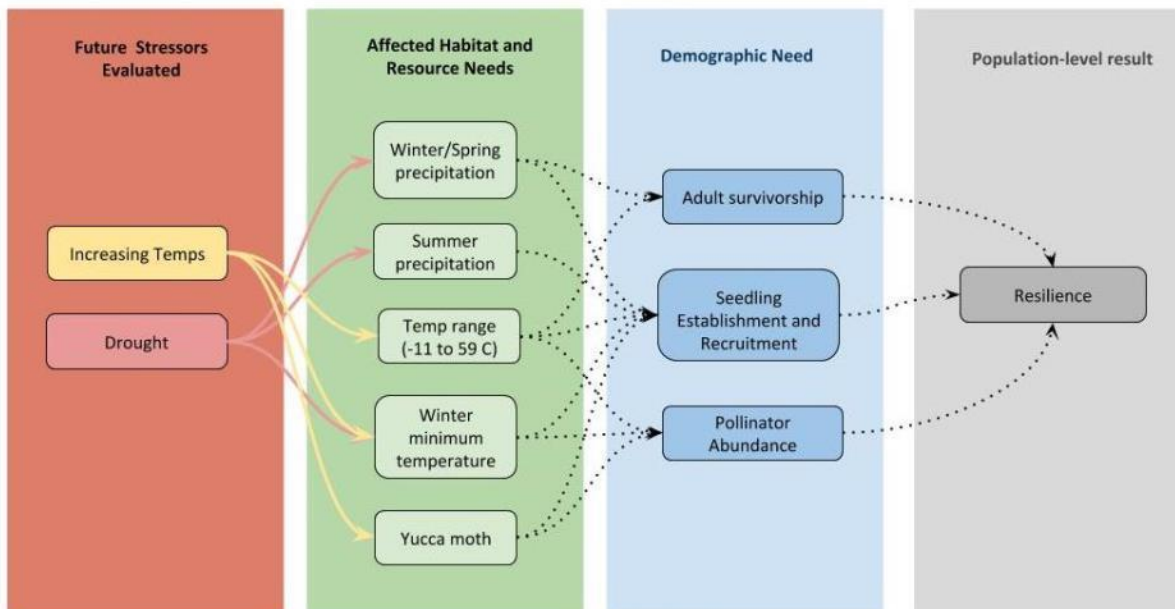 Future Stressors
Evaluated
Affected Habitat and
Resource Needs
Demographic Need
Population-level result
Increasing Temps
Drought
Winter/Spring
precipitation
Summer
precipitation
Temp range
(-11 to 59 C)
Winter
minimum
temperature
Yucca moth
Adult survivorship
Seedling
Establishment and
Recruitment
Pollinator
Abundance
Resilience